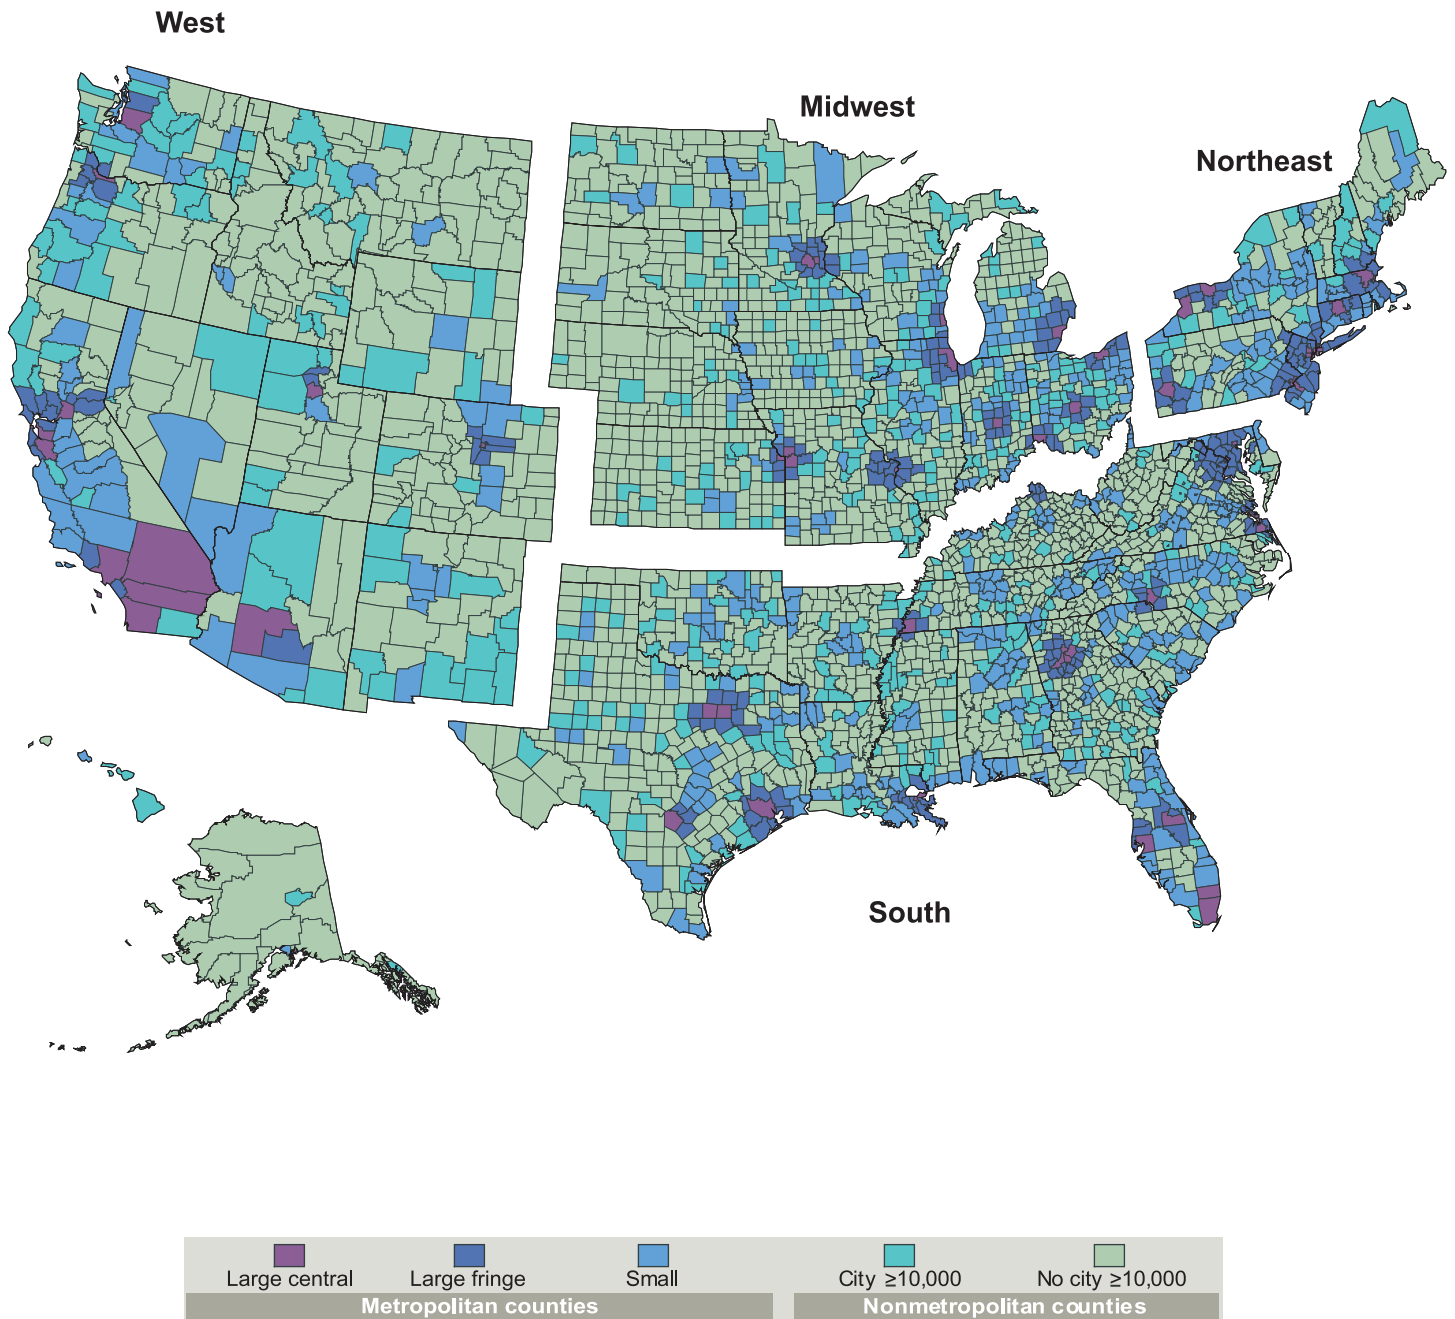 West
Midwest
Northeast
South
Large central
Large fringe
Small
City ≥10,000
No city ≥10,000
Metropolitan counties
Nonmetropolitan counties